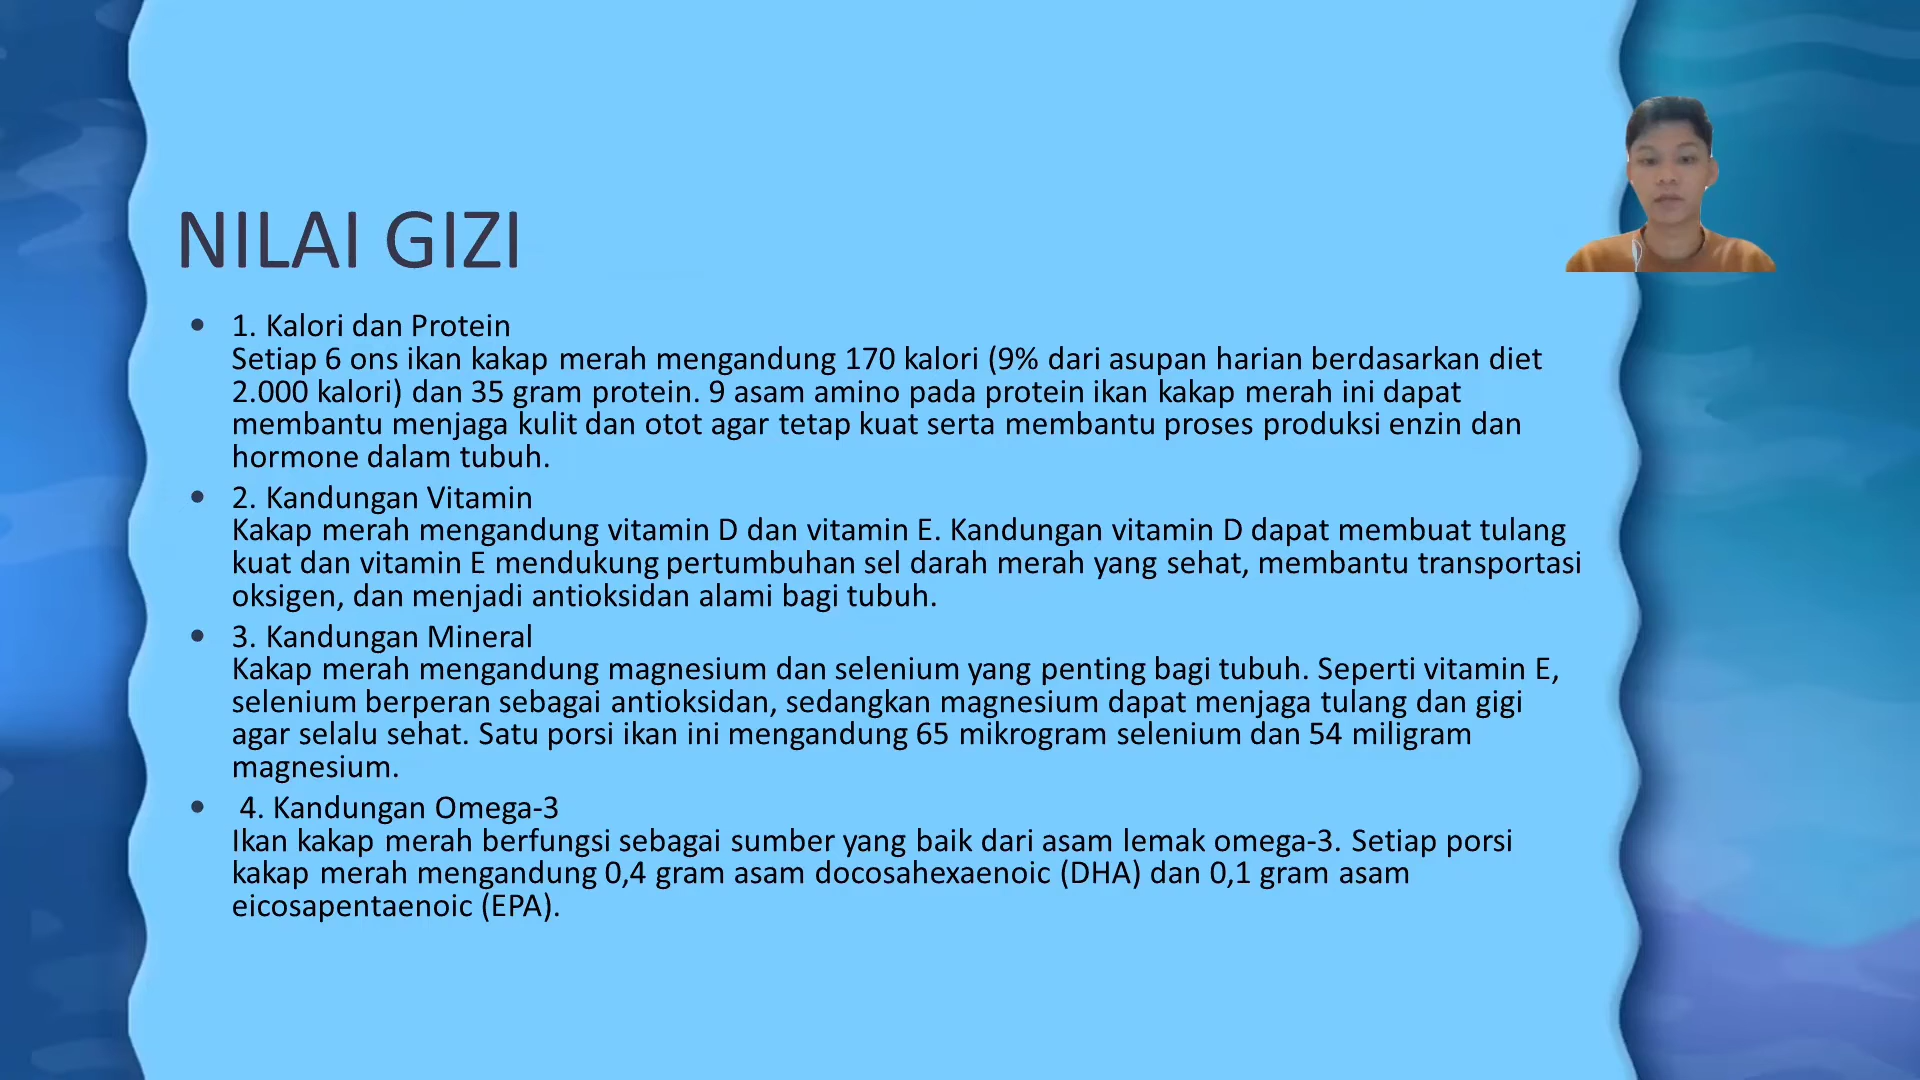 NILAI GIZI
• 1. Kalori dan Protein
Setiap 6 ons ikan kakap merah mengandung 170 kalori (9% dari asupan harian berdasarkan diet
2.000 kalori) dan 35 gram protein. 9 asam amino pada protein ikan kakap merah ini dapat
membantu menjaga kulit dan otot agar tetap kuat serta membantu proses produksi enzin dan
hormone dalam tubuh.
• 2. Kandungan Vitamin
Kakap merah mengandung vitamin D dan vitamin E. Kandungan vitamin D dapat membuat tulang
kuat dan vitamin E mendukung pertumbuhan sel darah merah yang sehat, membantu transportasi
oksigen, dan menjadi antioksidan alami bagi tubuh.
• 3. Kandungan Mineral
Kakap merah mengandung magnesium dan selenium yang penting bagi tubuh. Seperti vitamin E,
selenium berperan sebagai antioksidan, sedangkan magnesium dapat menjaga tulang dan gigi
agar selalu sehat. Satu porsi ikan ini mengandung 65 mikrogram selenium dan 54 miligram
magnesium.
• 4. Kandungan Omega-3
Ikan kakap merah berfungsi sebagai sumber yang baik dari asam lemak omega-3. Setiap porsi
kakap merah mengandung 0,4 gram asam docosahexaenoic (DHA) dan 0,1 gram asam
eicosapentaenoic (EPA).